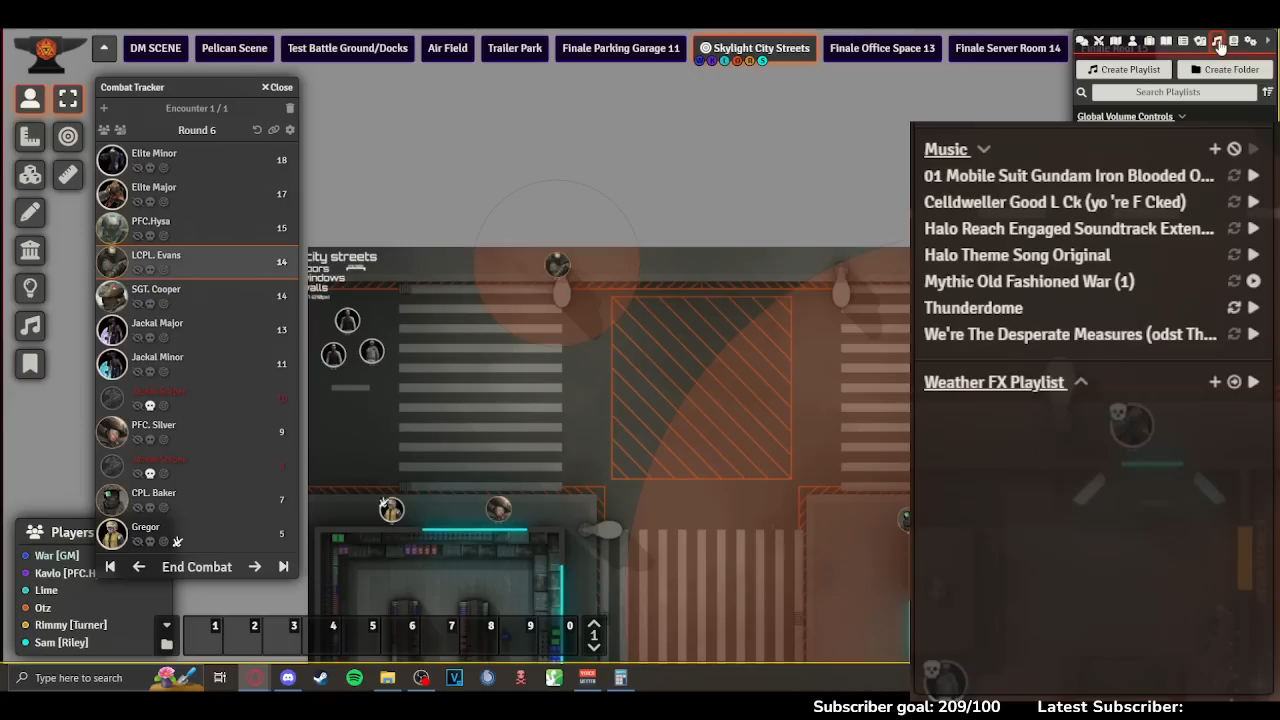 DM SCENE
Pelican Scene
Test Battle Ground/Docks
Air Field
Trailer Park
Finale Parking Garage 11
Skylight City Streets
Finale Office Space 13
Finale Server Room 14
Finale Roof 15
Create Playlist
Create Folder
Search Playlists
Global Volume Controls
Combat Tracker
Close
Encounter 1 / 1
Round 6
Elite Minor
18
Elite Major
17
PFC.Hysa
15
LCPL. Evans
14
SGT. Cooper
14
Jackal Major
13
Jackal Minor
11
PFC. Silver
9
CPL. Baker
7
Gregor
5
End Combat
Players
War [GM]
Kavlo [PFC.H
Lime
Otz
Rimmy [Turner]
Sam [Riley]
city streets
Music
01 Mobile Suit Gundam Iron Blooded O...
Celldweller Good L Ck (yo 're F Cked)
Halo Reach Engaged Soundtrack Exten...
Halo Theme Song Original
Mythic Old Fashioned War (1)
Thunderdome
We're The Desperate Measures (odst Th...
Weather FX Playlist
1 2 3 4 5 6 7 8 9 0
1
Type here to search
Subscriber goal: 209/100
Latest Subscriber: